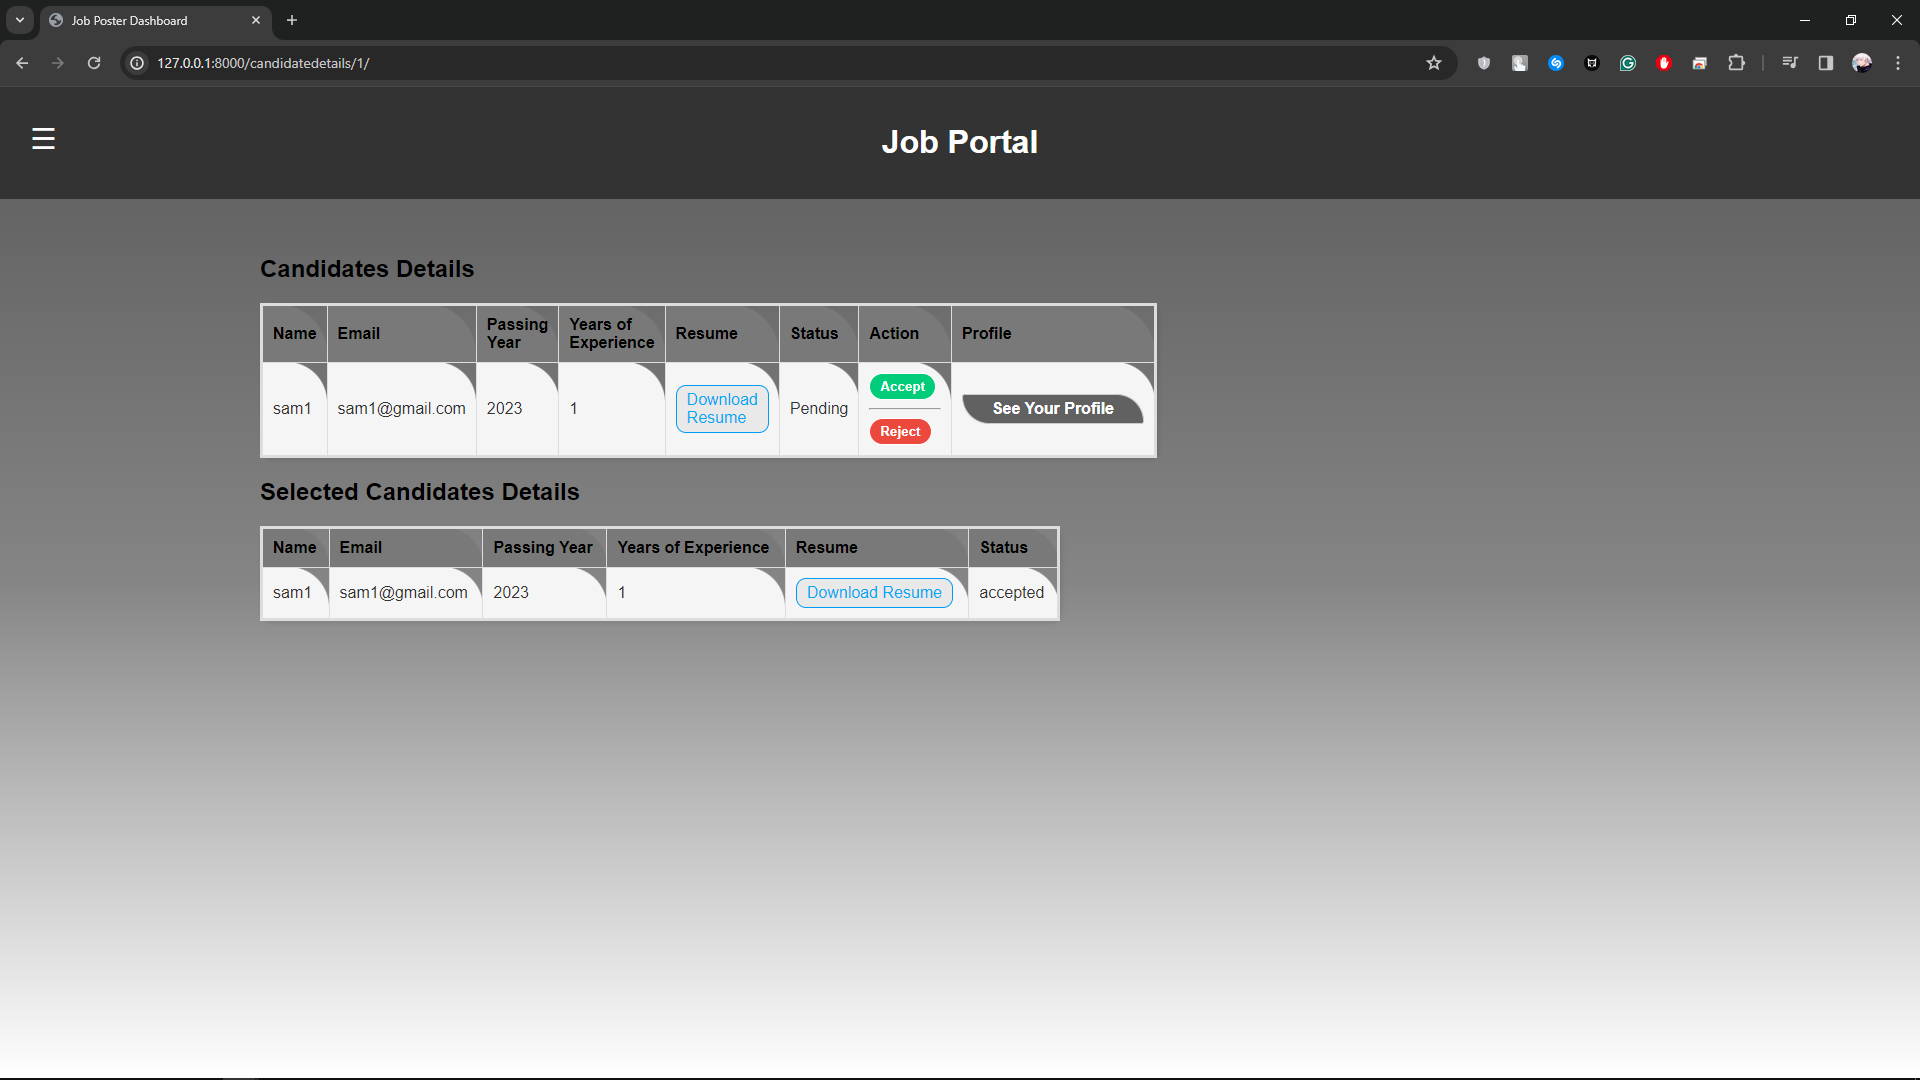 Job Poster Dashboard
127.0.0.1:8000/candidatedetails/1/
Job Portal
Candidates Details
Name Email Passing Year Years of Experience Resume Status Action Profile
sam1 sam1@gmail.com 2023 1 Download Resume Pending Accept Reject See Your Profile
Selected Candidates Details
Name Email Passing Year Years of Experience Resume Status
sam1 sam1@gmail.com 2023 1 Download Resume accepted